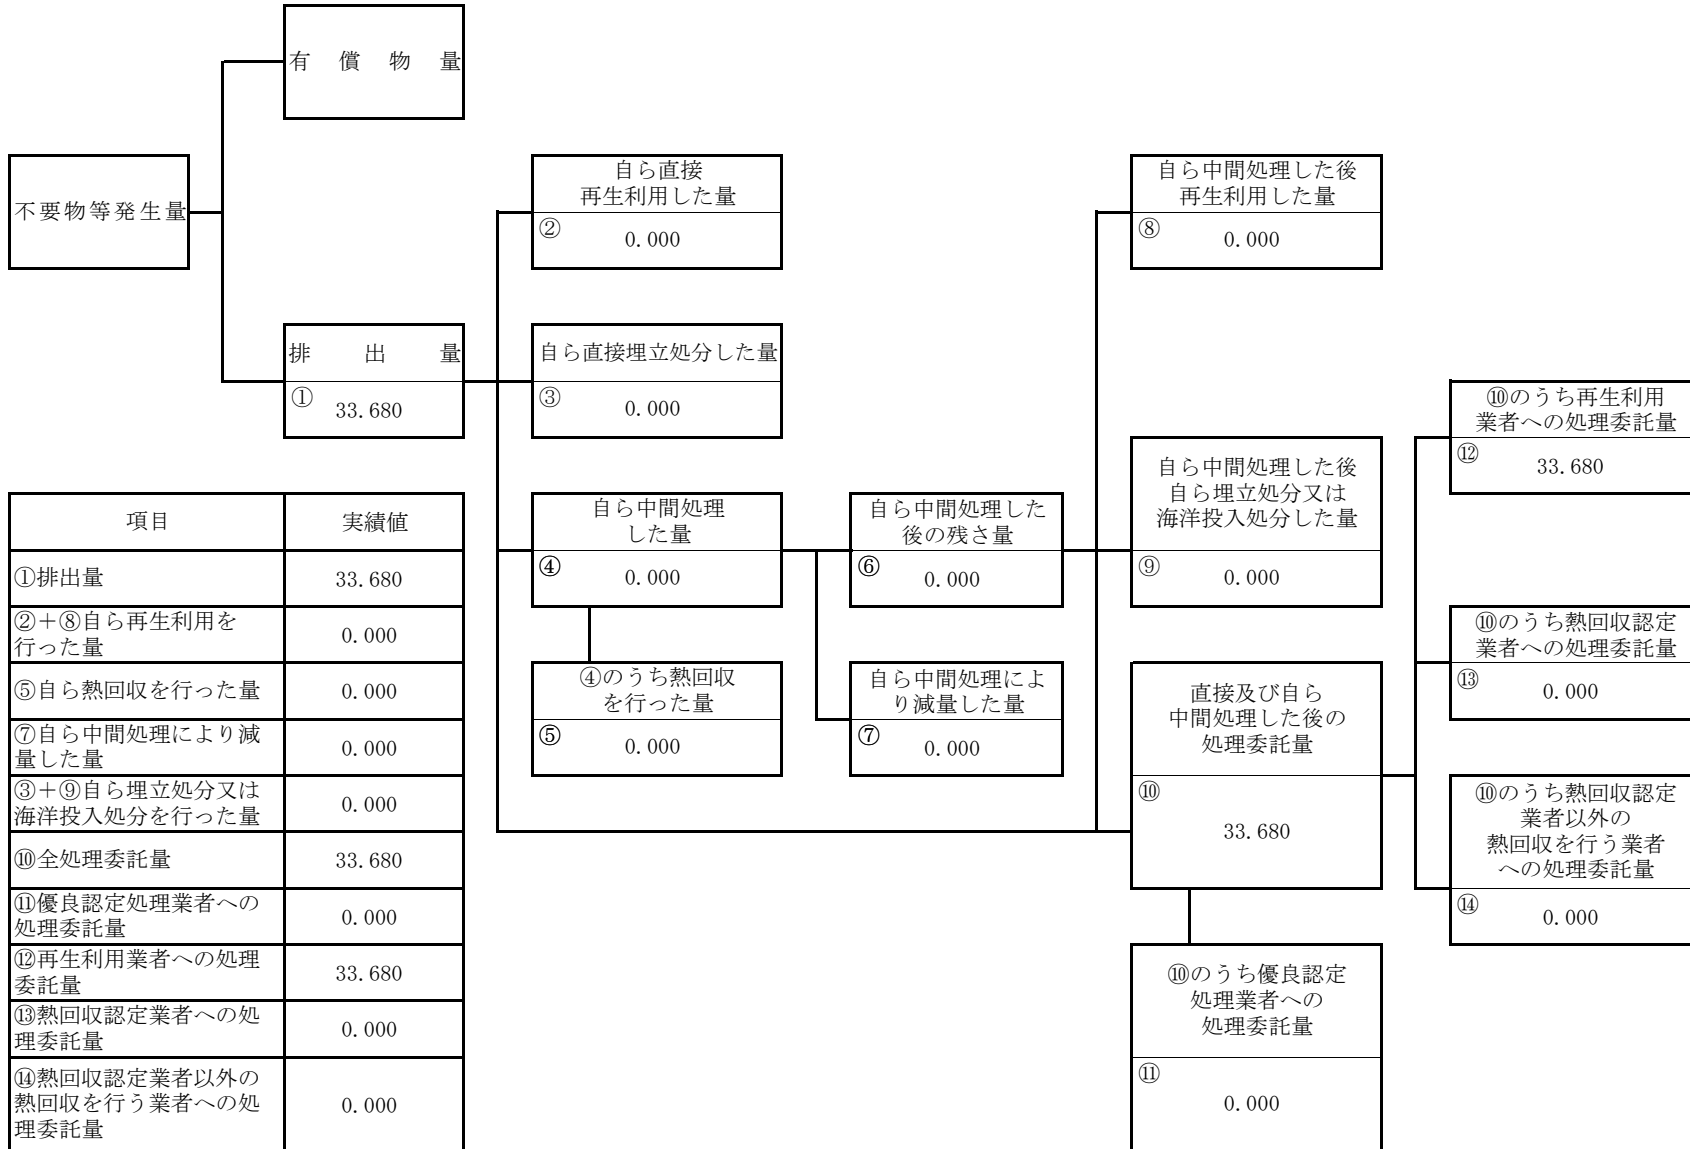 有償物量
不要物等発生量
自ら直接
再生利用した量
② 0.000
自ら中間処理した後
再生利用した量
⑧ 0.000
排出量
① 33.680
自ら直接埋立処分した量
③ 0.000
⑩のうち再生利用
業者への処理委託量
⑫ 33.680
自ら中間処理した後
自ら埋立処分又は
海洋投入処分した量
⑨ 0.000
自ら中間処理
した量
④ 0.000
自ら中間処理した
後の残さ量
⑥ 0.000
⑩のうち熱回収認定
業者への処理委託量
⑬ 0.000
④のうち熱回収
を行った量
⑤ 0.000
自ら中間処理によ
り減量した量
⑦ 0.000
直接及び自ら
中間処理した後の
処理委託量
⑩ 33.680
⑩のうち熱回収認定
業者以外の
熱回収を行う業者
への処理委託量
⑭ 0.000
⑩のうち優良認定
処理業者への
処理委託量
⑪ 0.000
項目 実績値
①排出量 33.680
②+⑧自ら再生利用を
行った量 0.000
⑤自ら熱回収を行った量 0.000
⑦自ら中間処理により減
量した量 0.000
③+⑨自ら埋立処分又は
海洋投入処分を行った量 0.000
⑩全処理委託量 33.680
⑪優良認定処理業者への
処理委託量 0.000
⑫再生利用業者への処理
委託量 33.680
⑬熱回収認定業者への処
理委託量 0.000
⑭熱回収認定業者以外の
熱回収を行う業者への処
理委託量 0.000